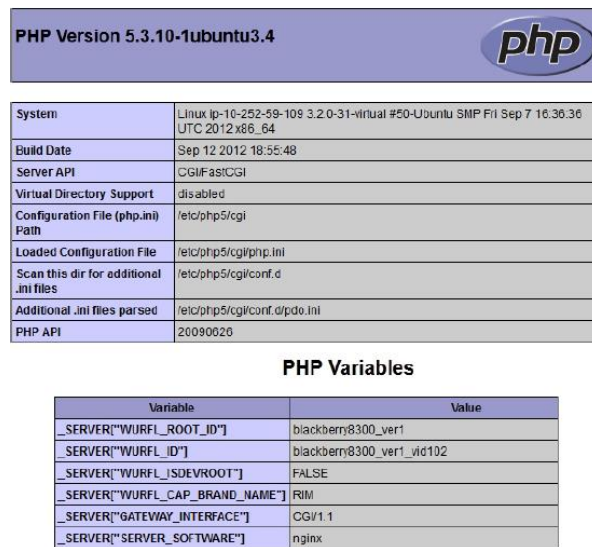 PHP Version 5.3.10-1ubuntu3.4
php
System Linux ip-10-252-59-109 3.2.0-31-virtual #50-Ubuntu SMP Fri Sep 7 16:36:36
UTC 2012 x86_64
Build Date Sep 12 2012 18:55:48
Server API CGI/FastCGI
Virtual Directory Support disabled
Configuration File (php.ini)
Path /etc/php5/cgi
Loaded Configuration File /etc/php5/cgi/php.ini
Scan this dir for additional
.ini files /etc/php5/cgi/conf.d
Additional .ini files parsed /etc/php5/cgi/conf.d/pdo.ini
PHP API 20090626
PHP Variables
Variable Value
_SERVER["WURFL_ROOT_ID"] blackberry8300_ver1
_SERVER["WURFL_ID"] blackberry8300_ver1_vid102
_SERVER["WURFL_ISDEVROOT"] FALSE
_SERVER["WURFL_CAP_BRAND_NAME"] RIM
_SERVER["GATEWAY_INTERFACE"] CGI/1.1
_SERVER["SERVER_SOFTWARE"] nginx